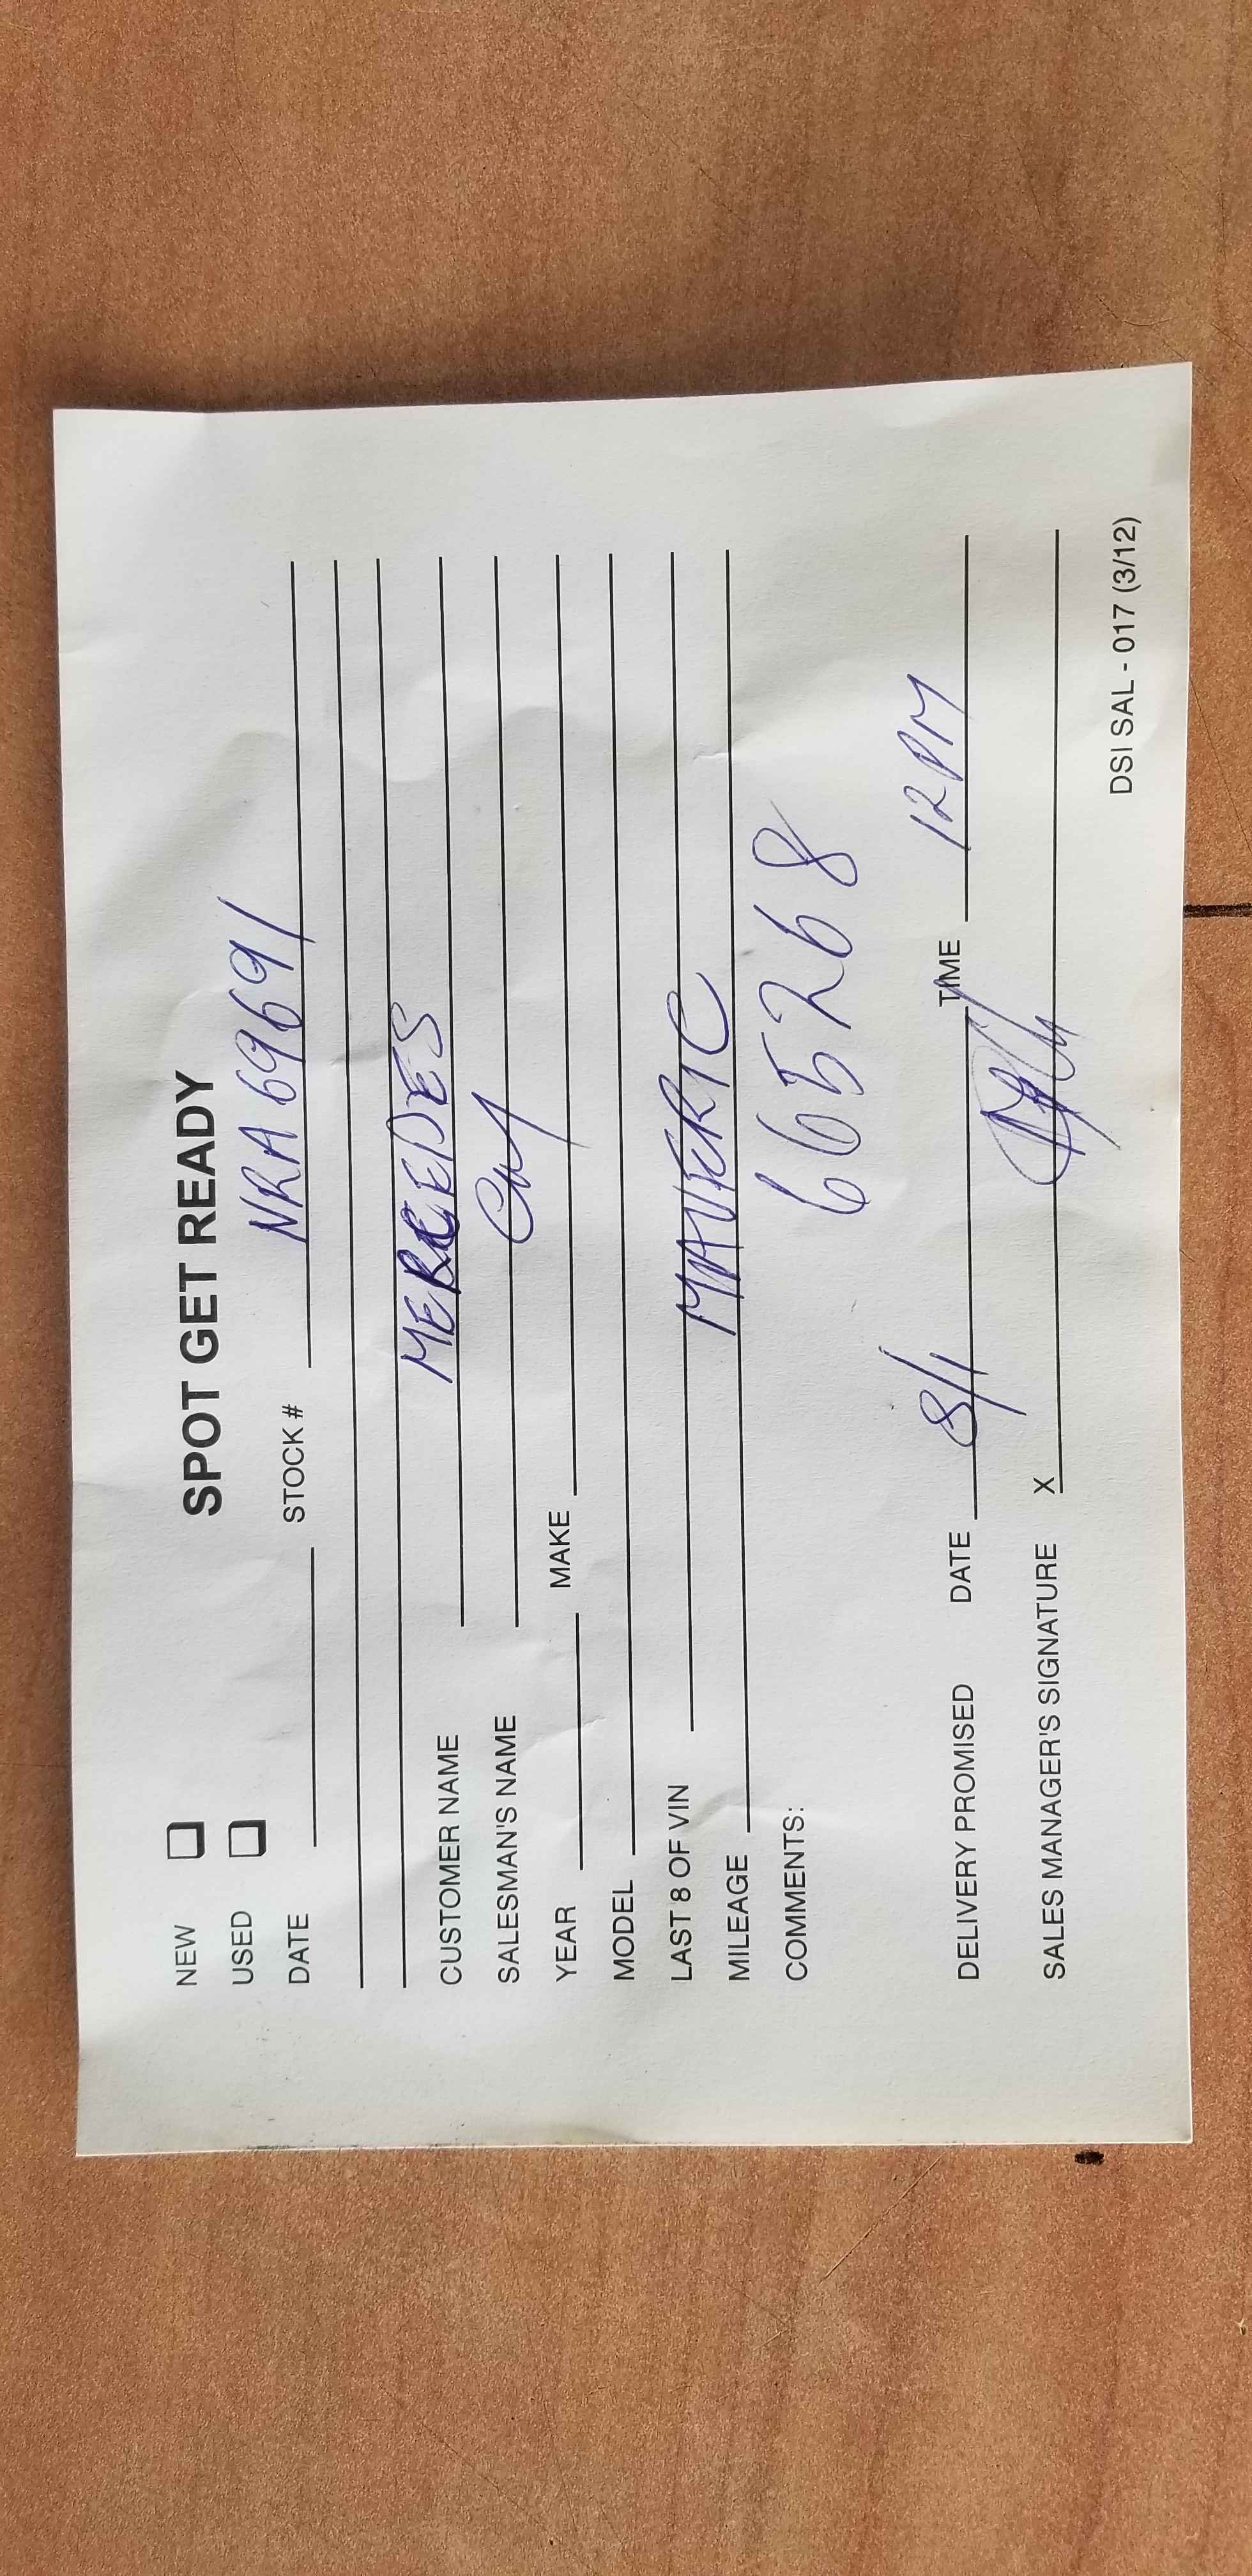 SPOT GET READY
NEW
USED
DATE STOCK # NRA 69691
CUSTOMER NAME MERCEDES
SALESMAN'S NAME
YEAR MAKE
MODEL
LAST 8 OF VIN MAVERIC
MILEAGE
COMMENTS: 665268
DELIVERY PROMISED DATE 8/1 TIME 12PM
SALES MANAGER'S SIGNATURE X
DSI SAL - 017 (3/12)